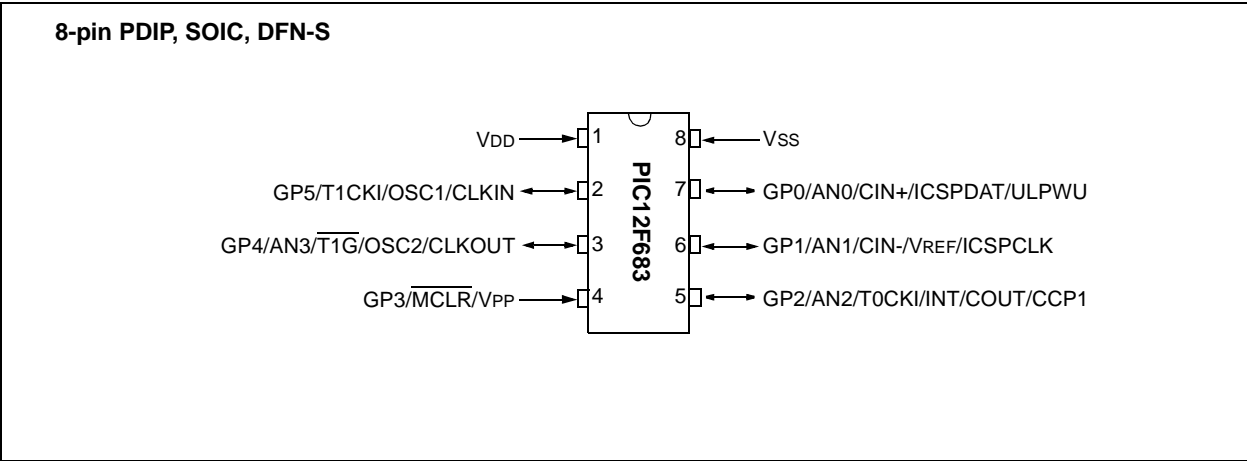 8-pin PDIP, SOIC, DFN-S
VDD
1
8
VSS
GP5/T1CKI/OSC1/CLKIN
2
7
GP0/AN0/CIN+/ICSPDAT/ULPWU
GP4/AN3/T1G/OSC2/CLKOUT
3
6
GP1/AN1/CIN-/VREF/ICSPCLK
GP3/MCLR/VPP
4
5
GP2/AN2/T0CKI/INT/COUT/CCP1
PIC12F683